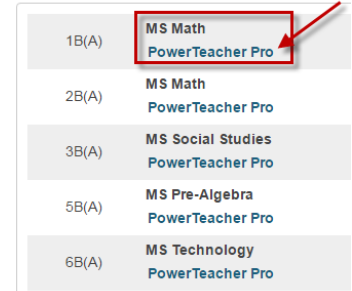 1B(A) MS Math
PowerTeacher Pro
2B(A) MS Math
PowerTeacher Pro
3B(A) MS Social Studies
PowerTeacher Pro
5B(A) MS Pre-Algebra
PowerTeacher Pro
6B(A) MS Technology
PowerTeacher Pro